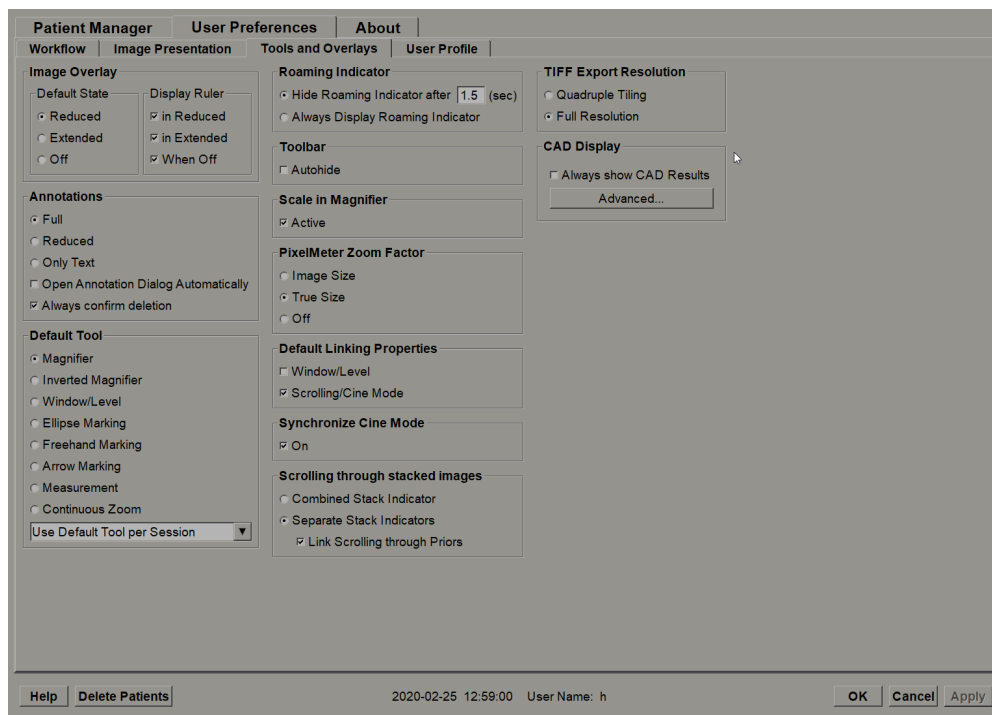 Patient Manager User Preferences About
Workflow Image Presentation Tools and Overlays User Profile
Image Overlay
Default State
Reduced
Extended
Off
Display Ruler
in Reduced
in Extended
When Off
Annotations
Full
Reduced
Only Text
Open Annotation Dialog Automatically
Always confirm deletion
Default Tool
Magnifier
Inverted Magnifier
Window/Level
Ellipse Marking
Freehand Marking
Arrow Marking
Measurement
Continuous Zoom
Use Default Tool per Session
Roaming Indicator
Hide Roaming Indicator after 1.5 (sec)
Always Display Roaming Indicator
Toolbar
Autohide
Scale in Magnifier
Active
PixelMeter Zoom Factor
Image Size
True Size
Off
Default Linking Properties
Window/Level
Scrolling/Cine Mode
Synchronize Cine Mode
On
Scrolling through stacked images
Combined Stack Indicator
Separate Stack Indicators
Link Scrolling through Priors
TIFF Export Resolution
Quadruple Tiling
Full Resolution
CAD Display
Always show CAD Results
Advanced...
Help Delete Patients 2020-02-25 12:59:00 User Name: h OK Cancel Apply